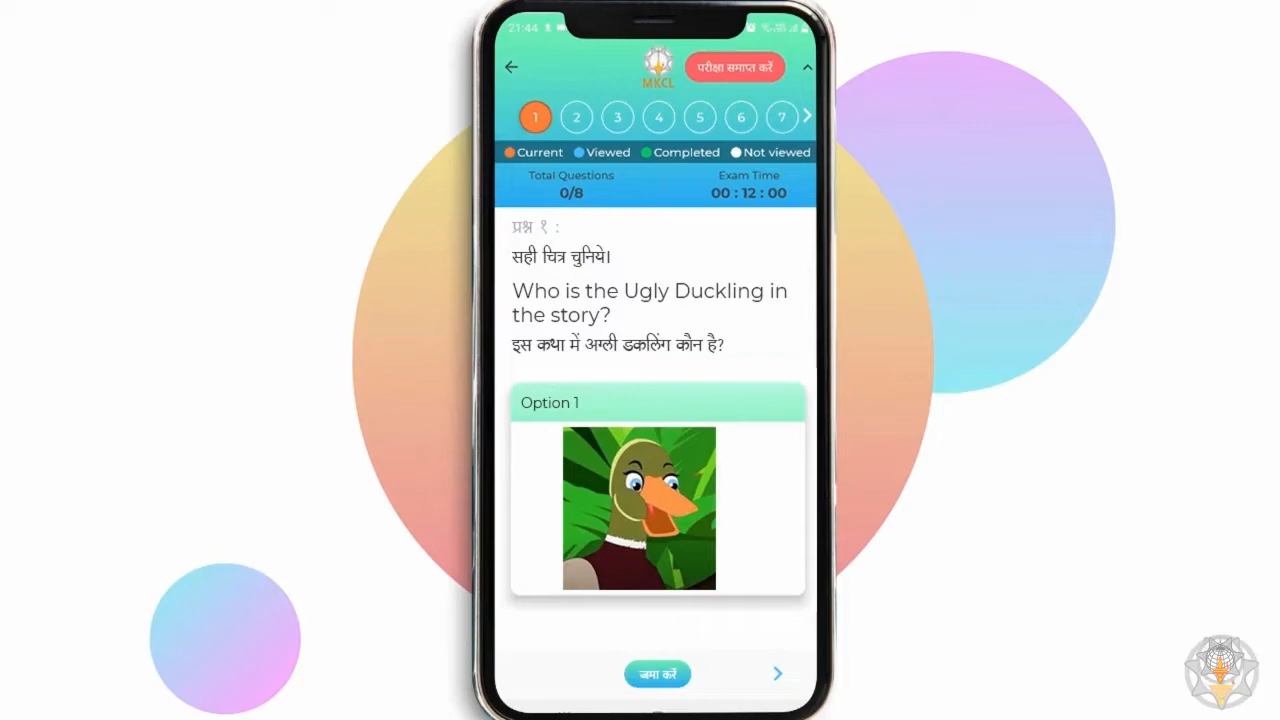 21:44
MKCL
परीक्षा समाप्त करें
1 2 3 4 5 6 7
Current Viewed Completed Not viewed
Total Questions Exam Time
0/8 00 : 12 : 00
प्रश्न १ :
सही चित्र चुनिये।
Who is the Ugly Duckling in
the story?
इस कथा में अग्ली डकलिंग कौन है?
Option 1
जमा करें